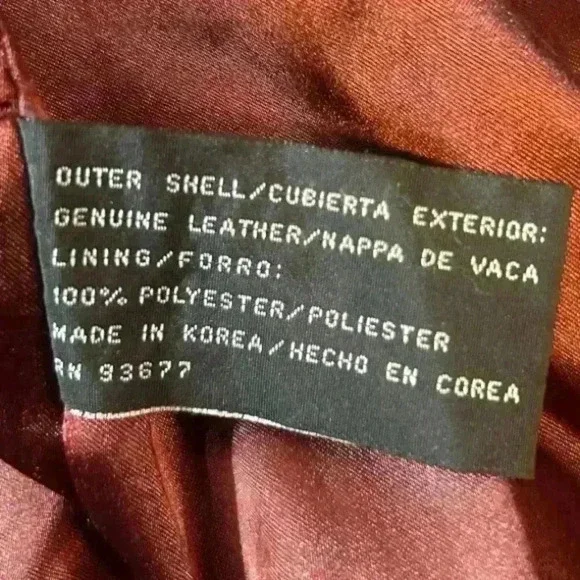 OUTER SHELL/CUBIERTA EXTERIOR:
GENUINE LEATHER/NAPPA DE VACA
LINING/FORRO:
100% POLYESTER/POLIESTER
MADE IN KOREA/HECHO EN COREA
RN 93677